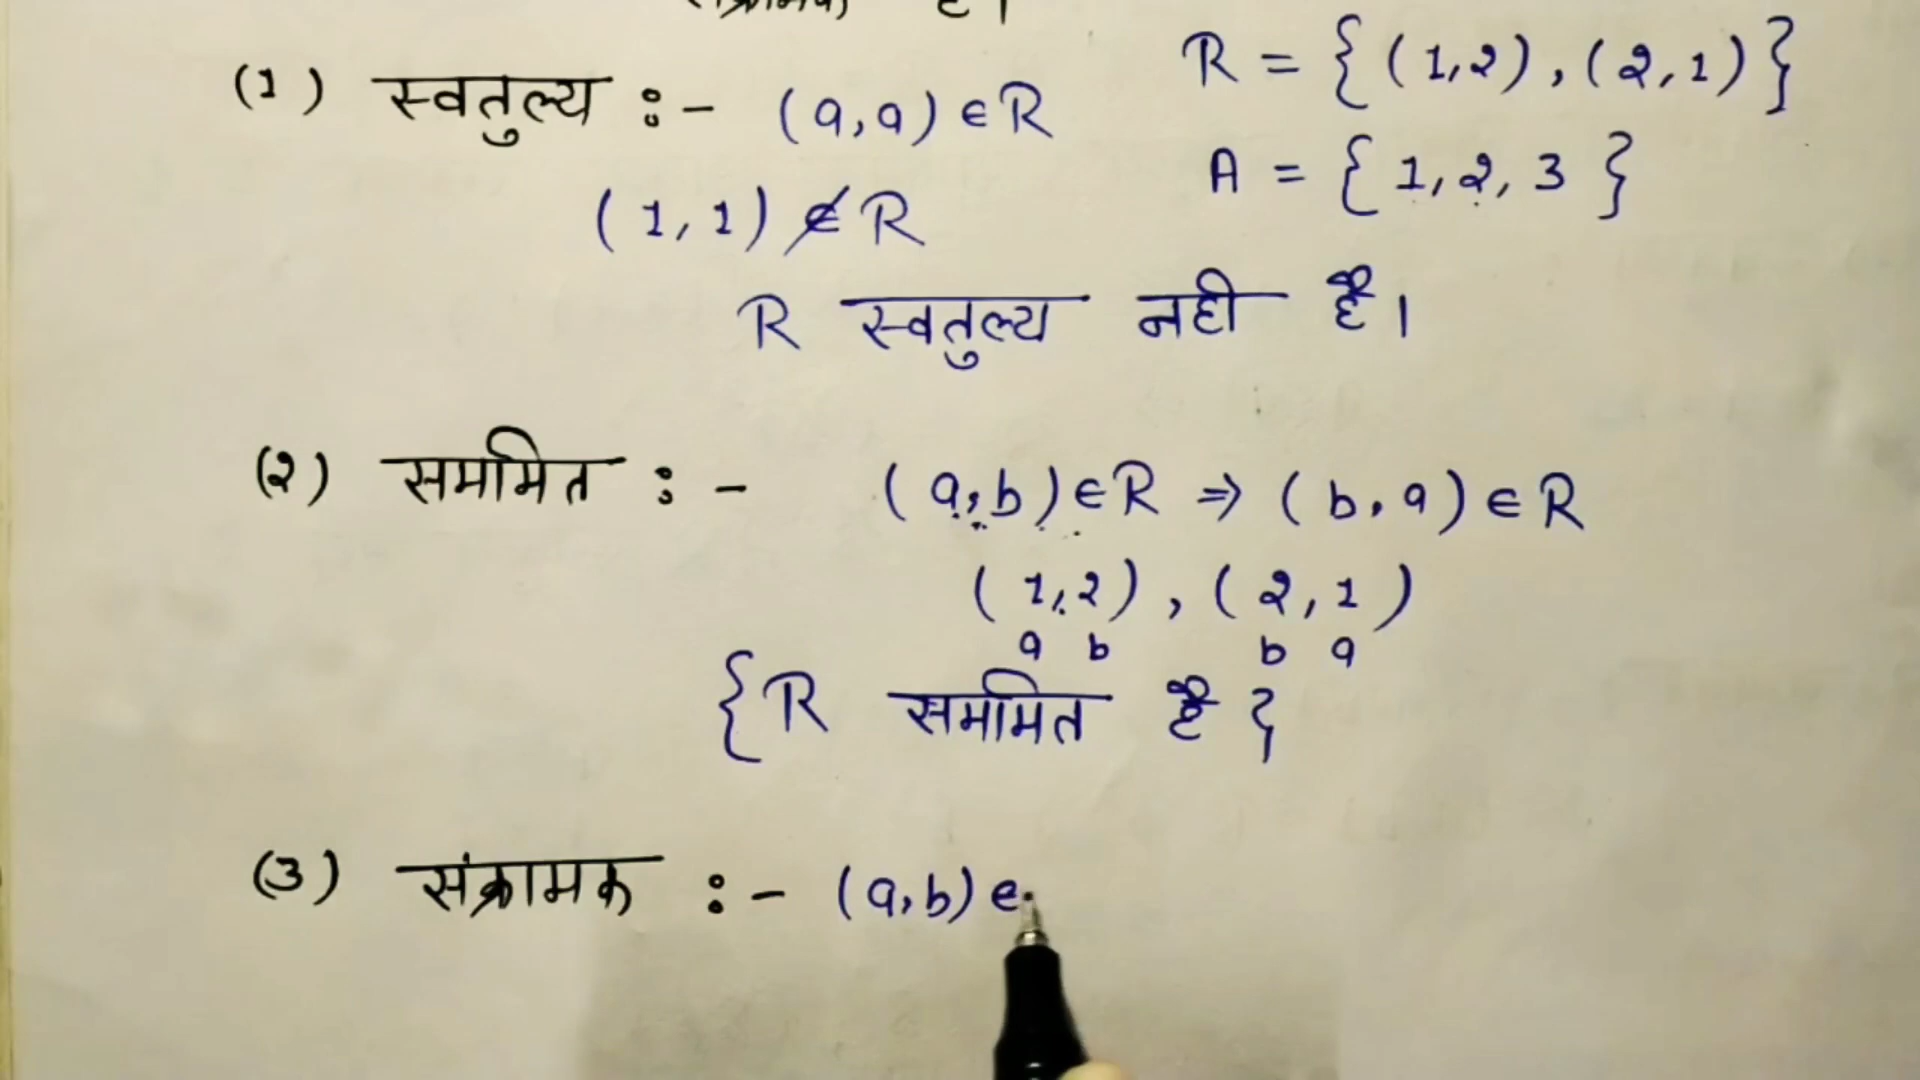 है।
R = { (1,2), (2,1) }
(1) स्वतुल्य :- (a,a) ∈ R
A = { 1, 2, 3 }
(1,1) ∉ R
R स्वतुल्य नही है।
(2) सममित :- (a,b) ∈ R ⇒ (b,a) ∈ R
(1,2), (2,1)
a b b a
{R सममित है }
(3) संक्रामक :- (a,b) ∈